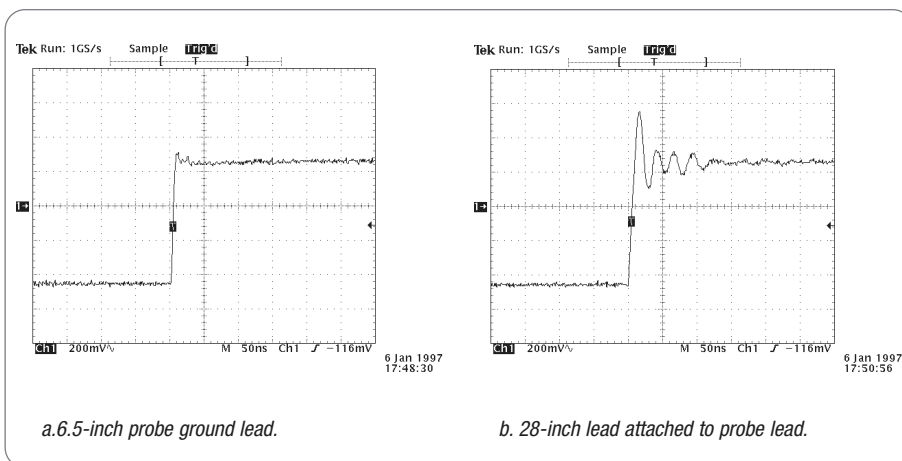 Tek Run: 1GS/s Sample Trig'd
[ T ]
1→
T
Ch1 200mV∿ M 50ns Ch1 ∫ −116mV
6 Jan 1997
17:48:30
a.6.5-inch probe ground lead.
Tek Run: 1GS/s Sample Trig'd
[ T ]
1→
T
Ch1 200mV∿ M 50ns Ch1 ∫ −116mV
6 Jan 1997
17:50:56
b. 28-inch lead attached to probe lead.